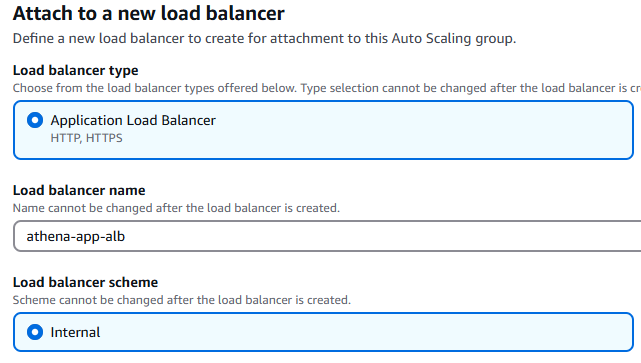 Attach to a new load balancer
Define a new load balancer to create for attachment to this Auto Scaling group.
Load balancer type
Choose from the load balancer types offered below. Type selection cannot be changed after the load balancer is
Application Load Balancer
HTTP, HTTPS
Load balancer name
Name cannot be changed after the load balancer is created.
athena-app-alb
Load balancer scheme
Scheme cannot be changed after the load balancer is created.
Internal